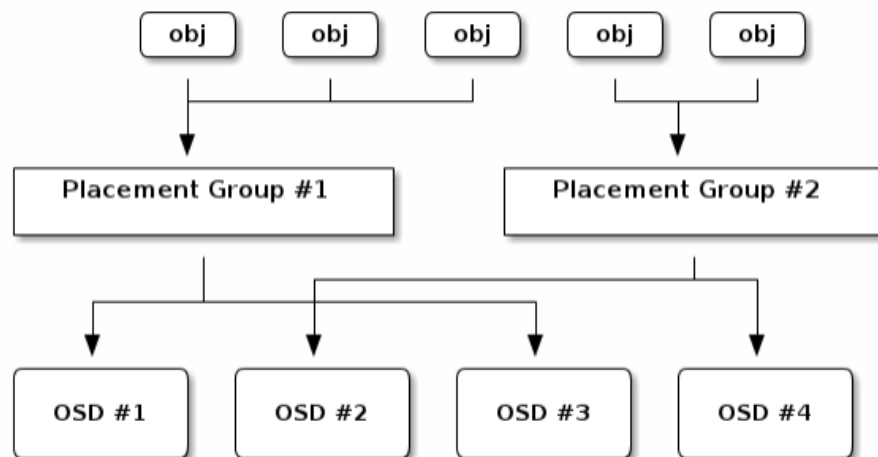 obj obj obj obj obj
Placement Group #1 Placement Group #2
OSD #1 OSD #2 OSD #3 OSD #4